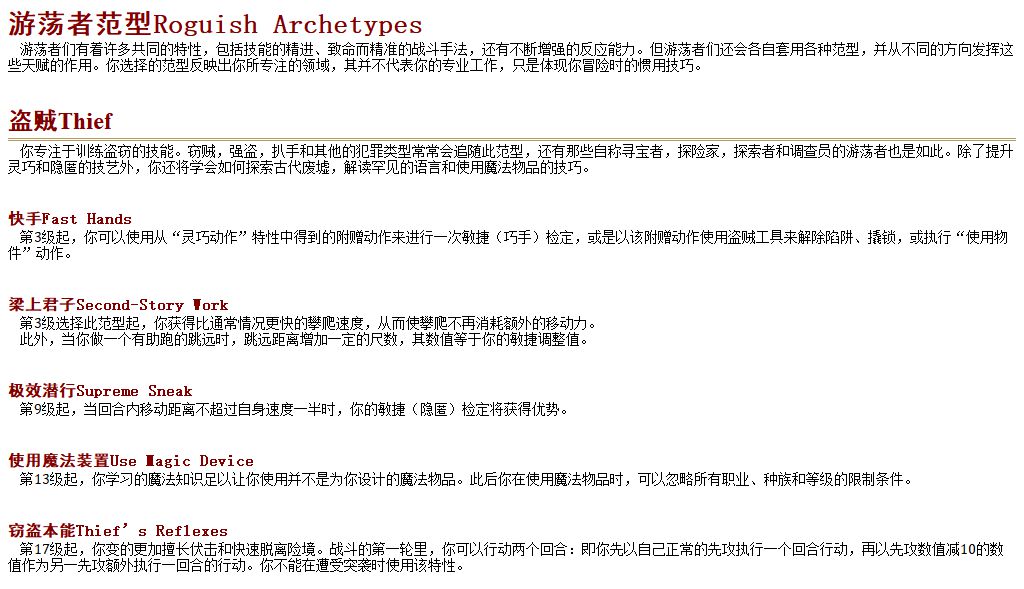 游荡者范型Roguish Archetypes
游荡者们有着许多共同的特性，包括技能的精进、致命而精准的战斗手法，还有不断增强的反应能力。但游荡者们还会各自套用各种范型，并从不同的方向发挥这
些天赋的作用。你选择的范型反映出你所专注的领域，其并不代表你的专业工作，只是体现你冒险时的惯用技巧。
盗贼Thief
你专注于训练盗窃的技能。窃贼，强盗，扒手和其他的犯罪类型常常会追随此范型，还有那些自称寻宝者，探险家，探索者和调查员的游荡者也是如此。除了提升
灵巧和隐匿的技艺外，你还将学会如何探索古代废墟，解读罕见的语言和使用魔法物品的技巧。
快手Fast Hands
第3级起，你可以使用从“灵巧动作”特性中得到的附赠动作来进行一次敏捷（巧手）检定，或是以该附赠动作使用盗贼工具来解除陷阱、撬锁，或执行“使用物
件”动作。
梁上君子Second-Story Work
第3级选择此范型起，你获得比通常情况更快的攀爬速度，从而使攀爬不再消耗额外的移动力。
此外，当你做一个有助跑的跳远时，跳远距离增加一定的尺数，其数值等于你的敏捷调整值。
极效潜行Supreme Sneak
第9级起，当回合内移动距离不超过自身速度一半时，你的敏捷（隐匿）检定将获得优势。
使用魔法装置Use Magic Device
第13级起，你学习的魔法知识足以让你使用并不是为你设计的魔法物品。此后你在使用魔法物品时，可以忽略所有职业、种族和等级的限制条件。
窃盗本能Thief’s Reflexes
第17级起，你变的更加擅长伏击和快速脱离险境。战斗的第一轮里，你可以行动两个回合：即你先以自己正常的先攻执行一个回合行动，再以先攻数值减10的数
值作为另一先攻额外执行一回合的行动。你不能在遭受突袭时使用该特性。